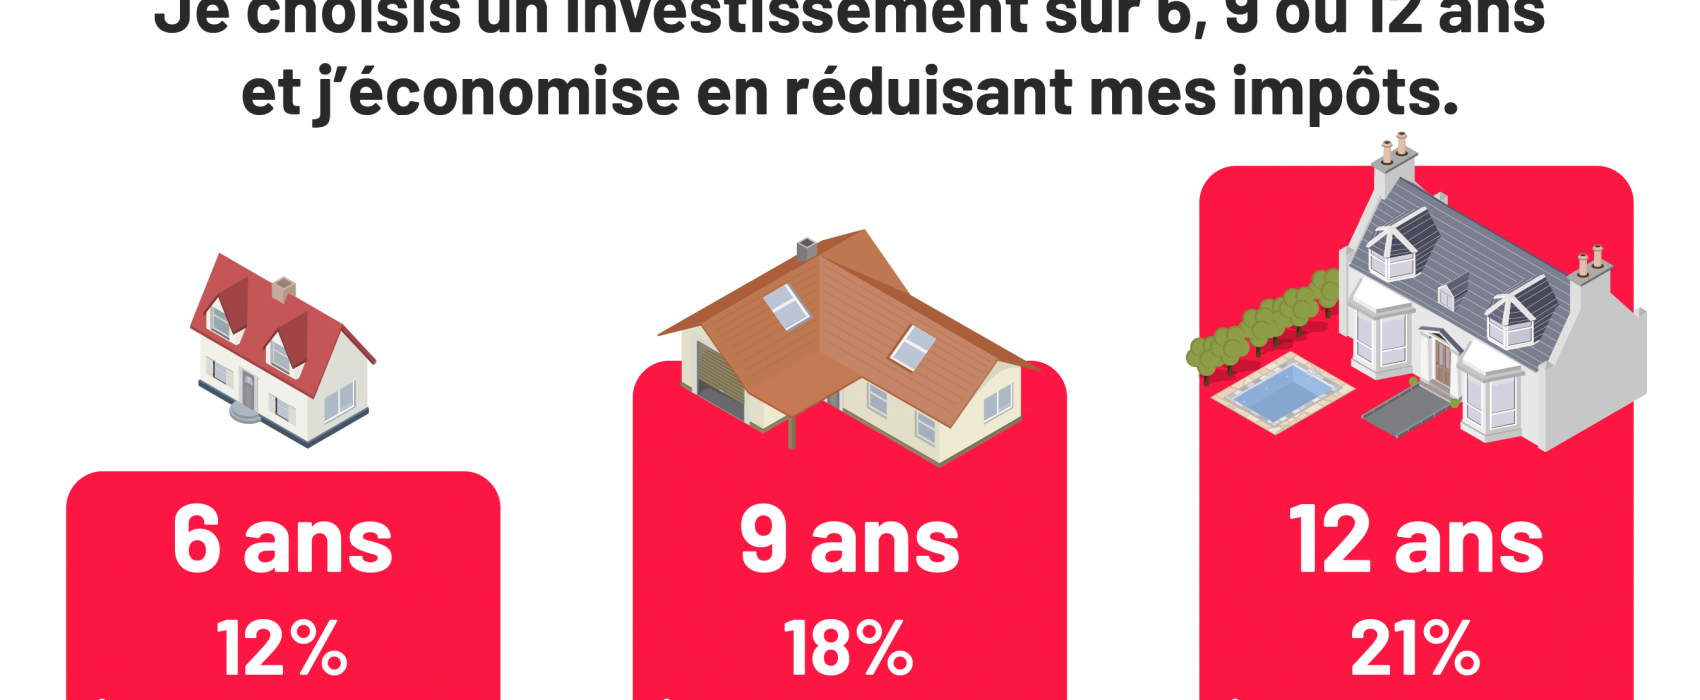 Je choisis un investissement sur 6, 9 ou 12 ans
et j’économise en réduisant mes impôts.
6 ans
9 ans
12 ans
12%
18%
21%